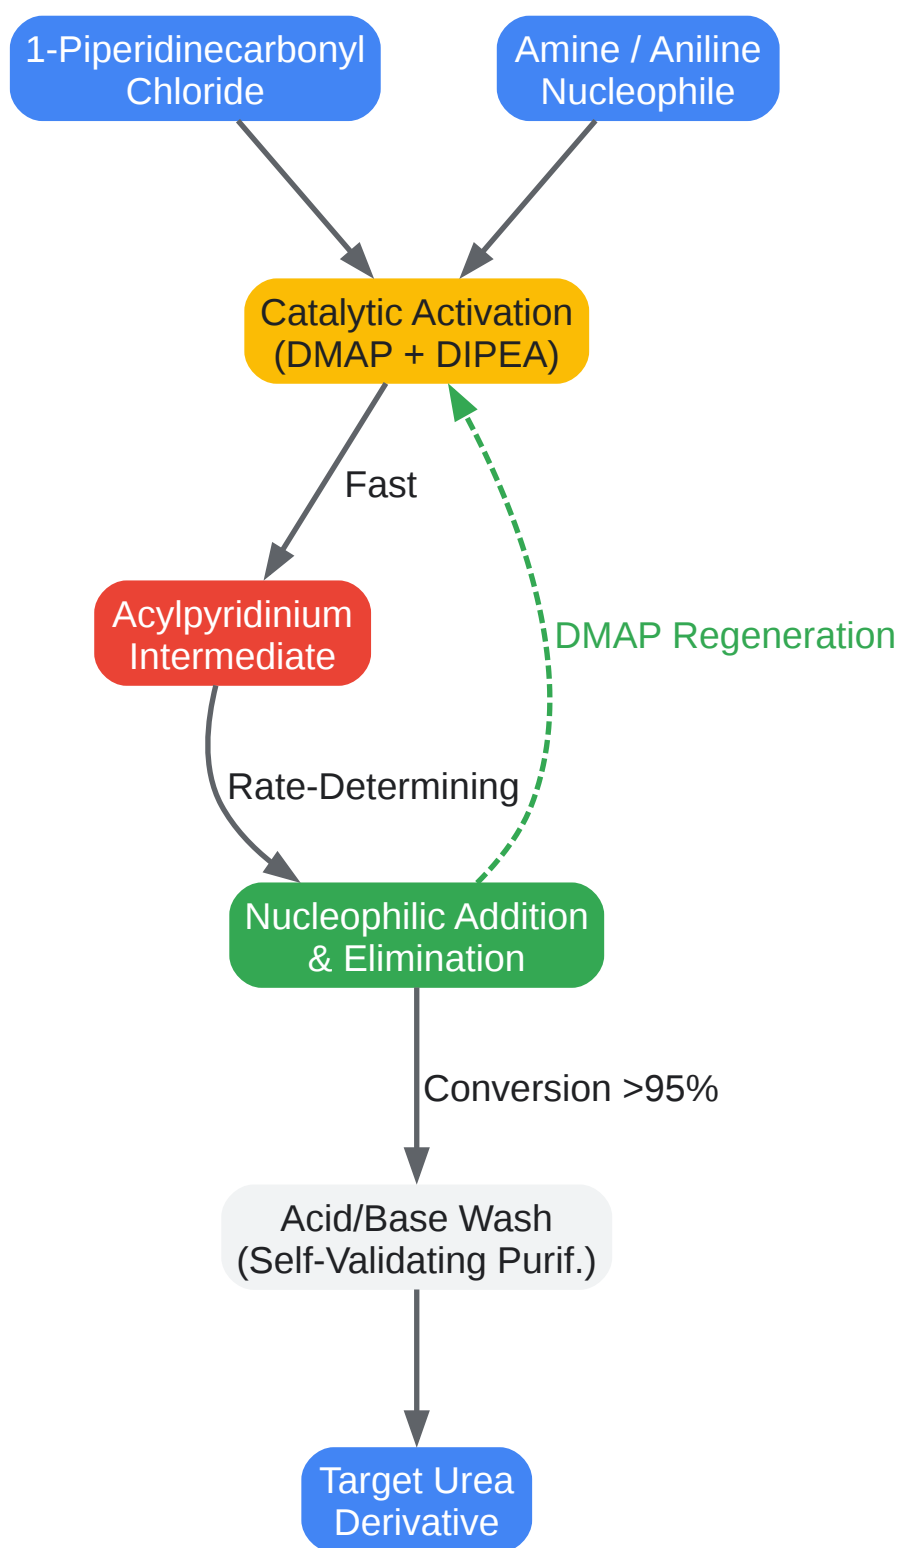 1-Piperidinecarbonyl
Chloride
Amine / Aniline
Nucleophile
Catalytic Activation
(DMAP + DIPEA)
Fast
Acylpyridinium
Intermediate
DMAP Regeneration
Rate-Determining
Nucleophilic Addition
& Elimination
Conversion >95%
Acid/Base Wash
(Self-Validating Purif.)
Target Urea
Derivative